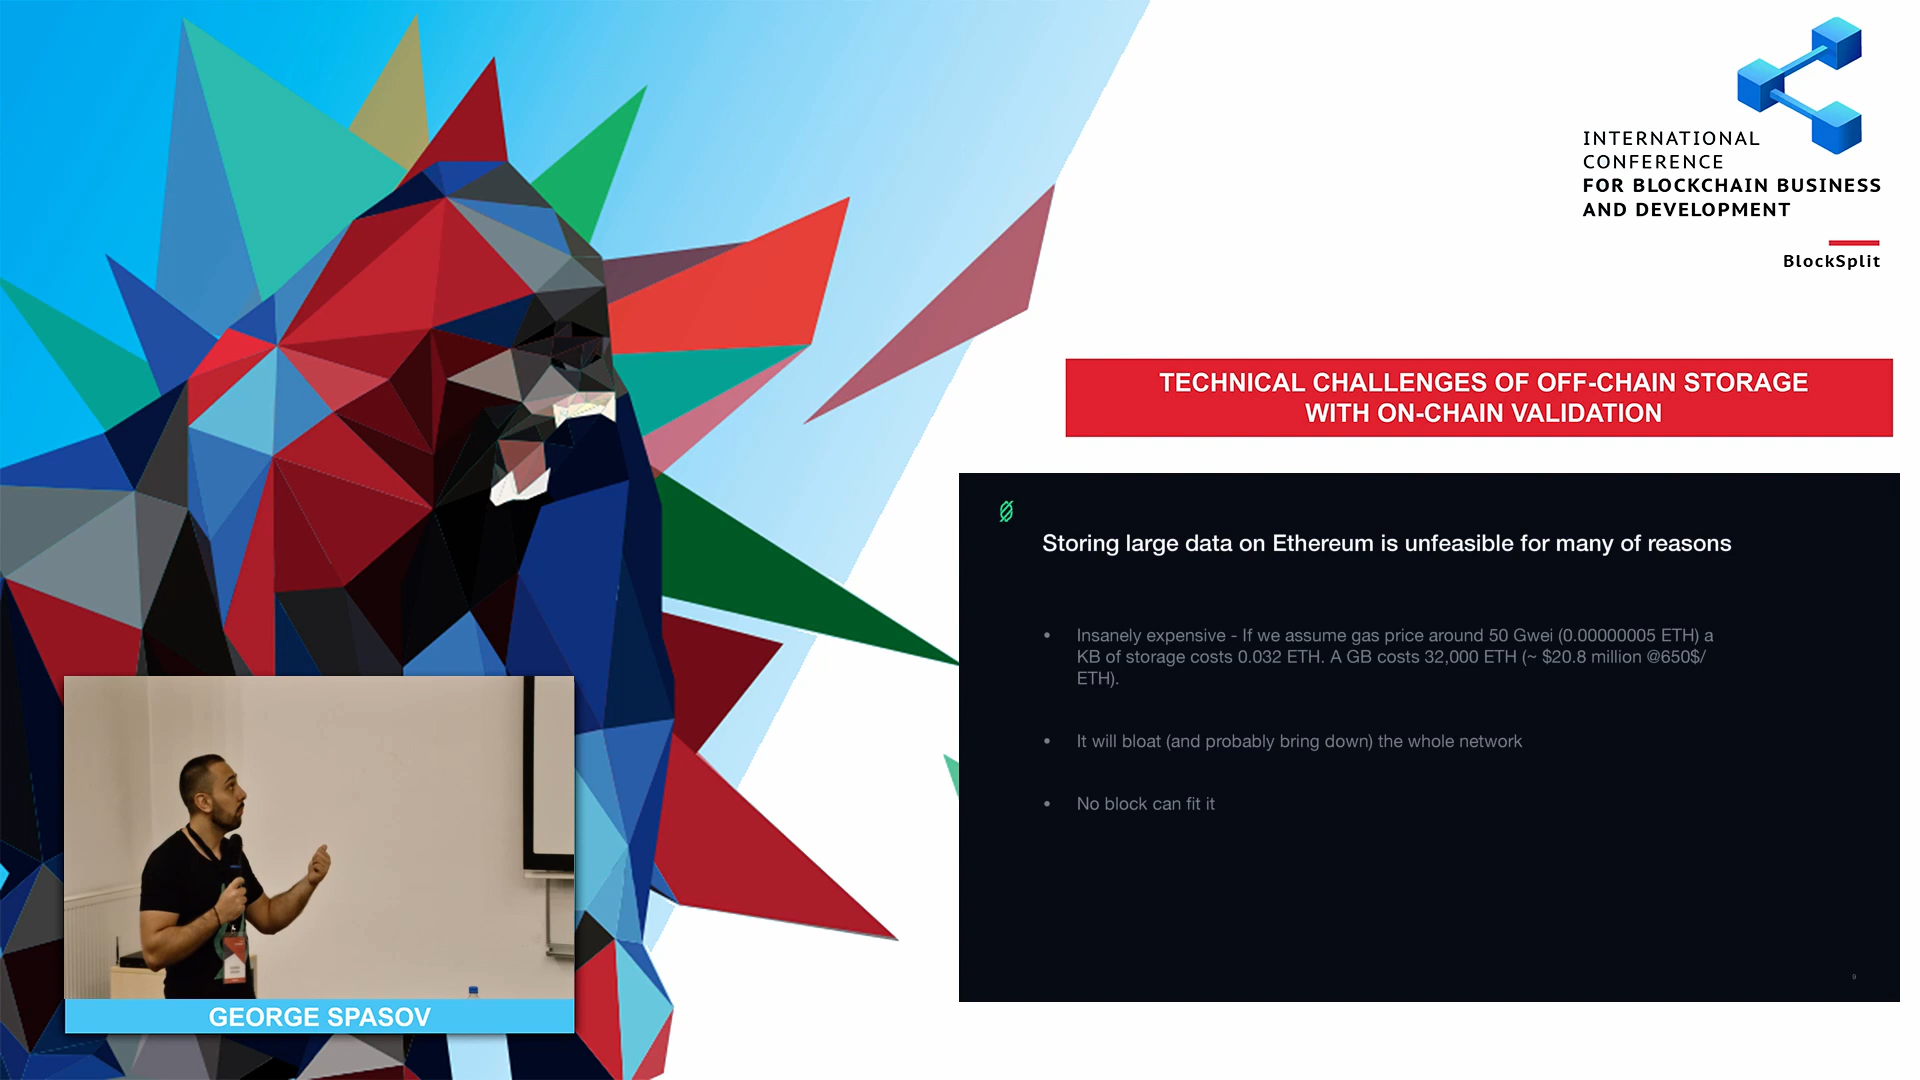 INTERNATIONAL
CONFERENCE
FOR BLOCKCHAIN BUSINESS
AND DEVELOPMENT
BlockSplit
TECHNICAL CHALLENGES OF OFF-CHAIN STORAGE
WITH ON-CHAIN VALIDATION
Storing large data on Ethereum is unfeasible for many of reasons
• Insanely expensive - If we assume gas price around 50 Gwei (0.00000005 ETH) a
KB of storage costs 0.032 ETH. A GB costs 32,000 ETH (~ $20.8 million @650$/
ETH).
• It will bloat (and probably bring down) the whole network
• No block can fit it
9
GEORGE SPASOV